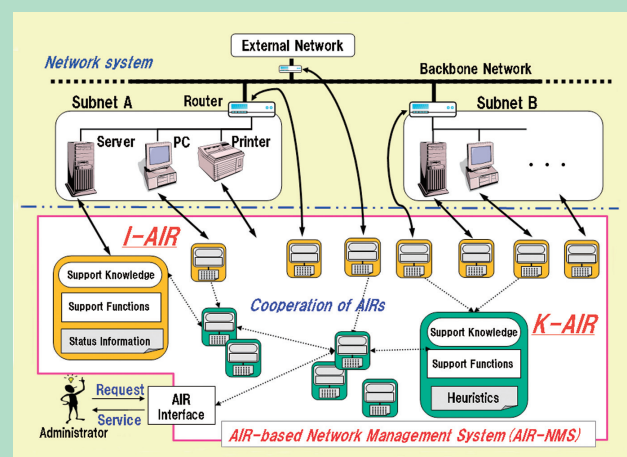 External Network
Network system
Backbone Network
Subnet A
Router
Subnet B
Server
PC
Printer
. . .
I-AIR
Support Knowledge
Support Functions
Status Information
Cooperation of AIRs
K-AIR
Support Knowledge
Support Functions
Heuristics
Request
Service
AIR
Interface
Administrator
AIR-based Network Management System (AIR-NMS)